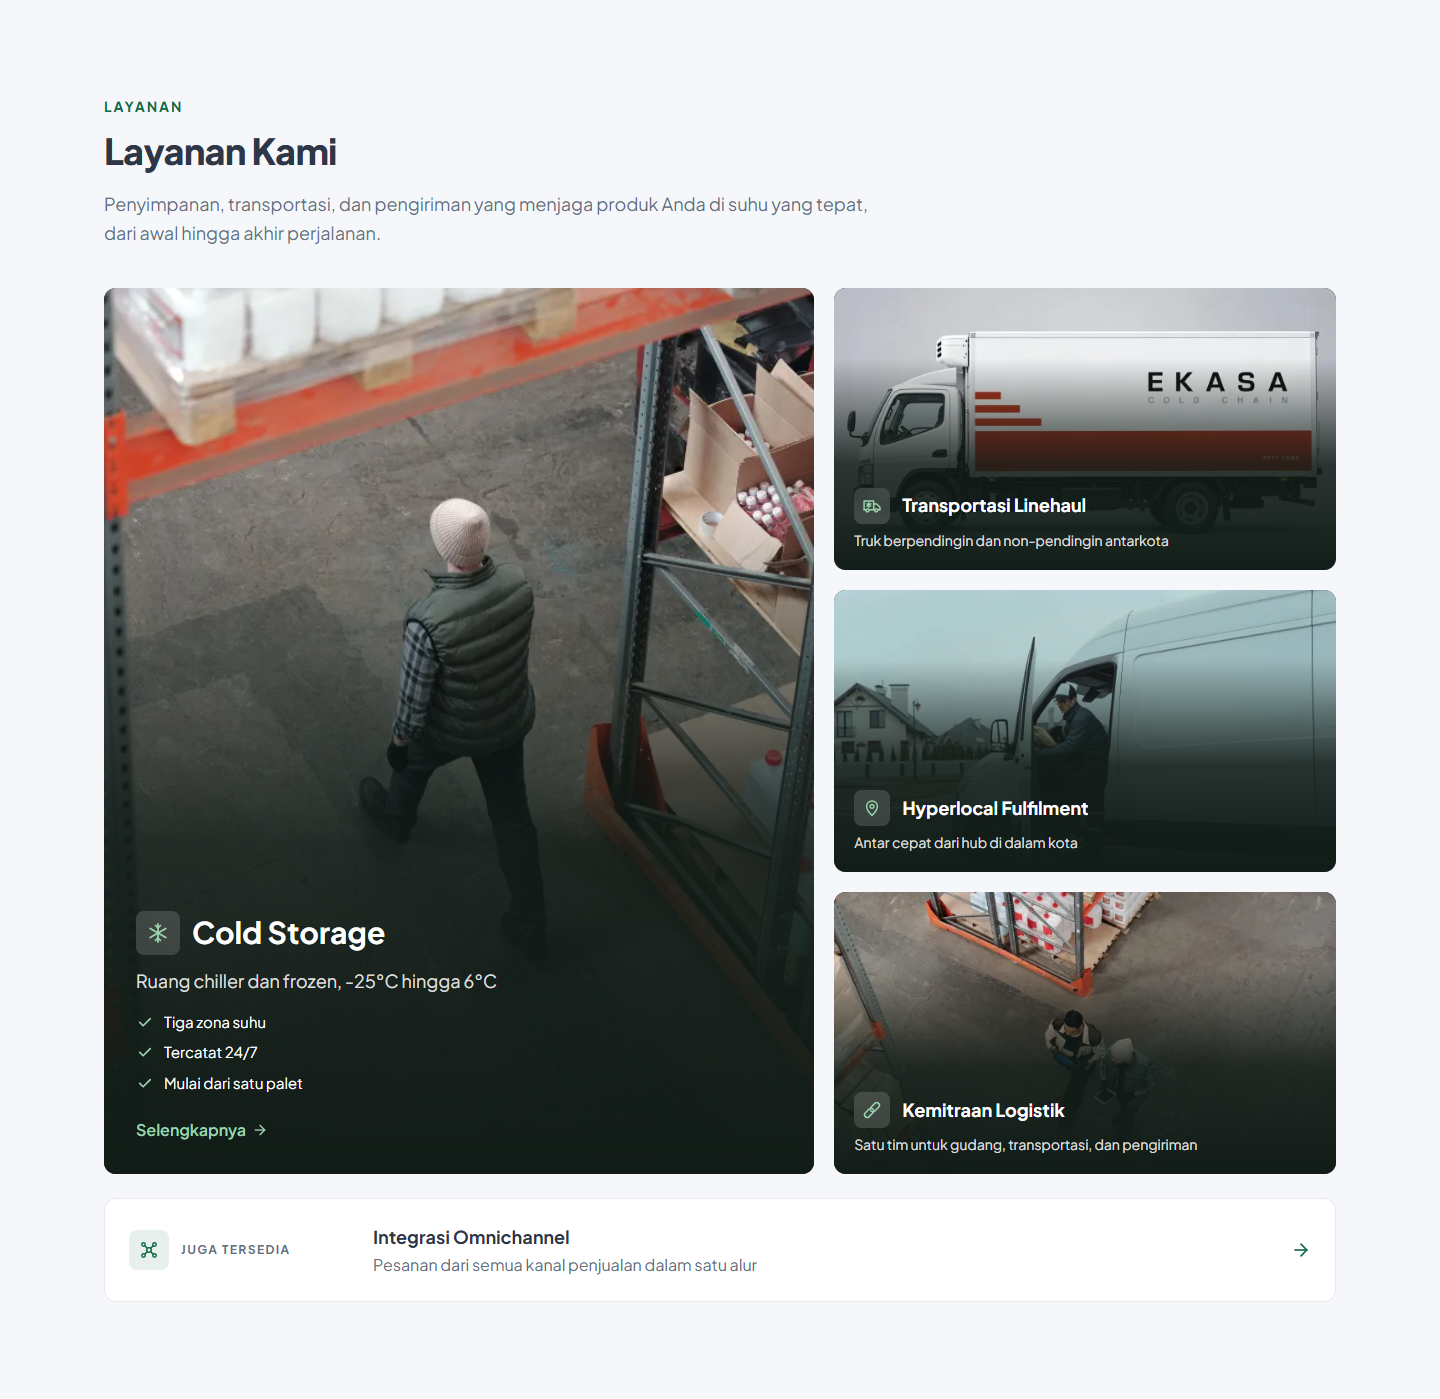 LAYANAN
Layanan Kami
Penyimpanan, transportasi, dan pengiriman yang menjaga produk Anda di suhu yang tepat,
dari awal hingga akhir perjalanan.
Cold Storage
Ruang chiller dan frozen, -25°C hingga 6°C
Tiga zona suhu
Tercatat 24/7
Mulai dari satu palet
Selengkapnya
EKASA
COLD CHAIN
Transportasi Linehaul
Truk berpendingin dan non-pendingin antarkota
Hyperlocal Fulfilment
Antar cepat dari hub di dalam kota
Kemitraan Logistik
Satu tim untuk gudang, transportasi, dan pengiriman
JUGA TERSEDIA
Integrasi Omnichannel
Pesanan dari semua kanal penjualan dalam satu alur